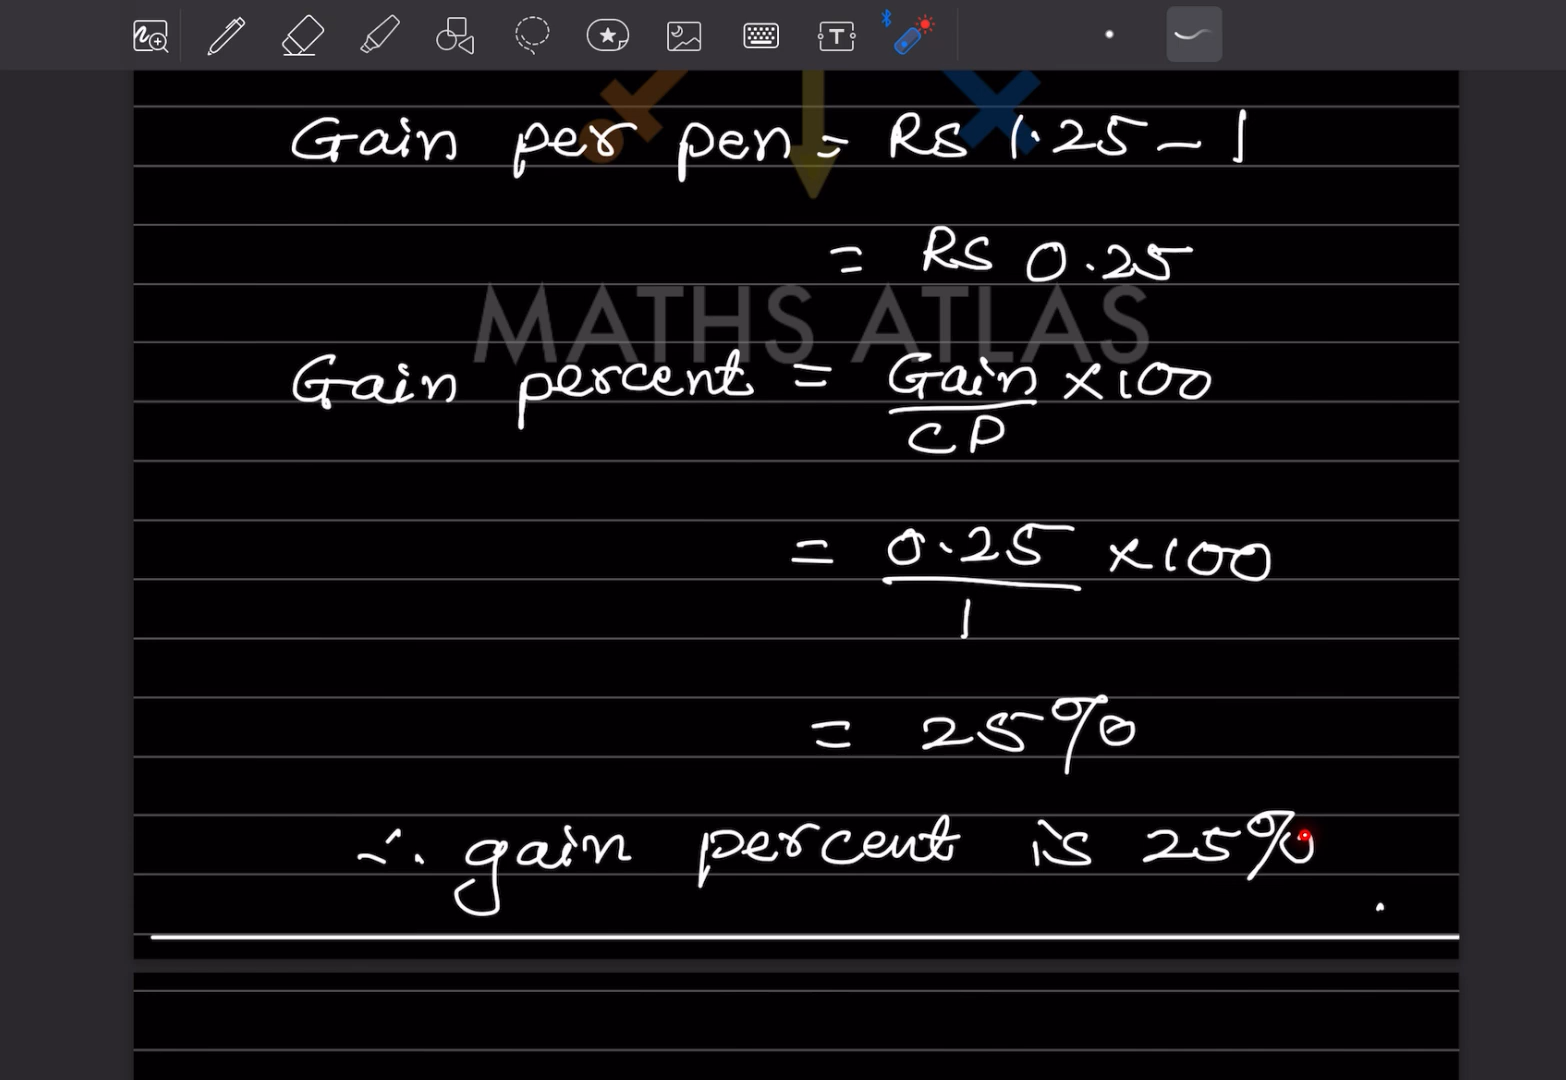 Gain per pen = Rs 1.25 - 1
= Rs 0.25
MATHS ATLAS
Gain percent = Gain/CP × 100
= 0.25/1 × 100
= 25%
∴ gain percent is 25%.